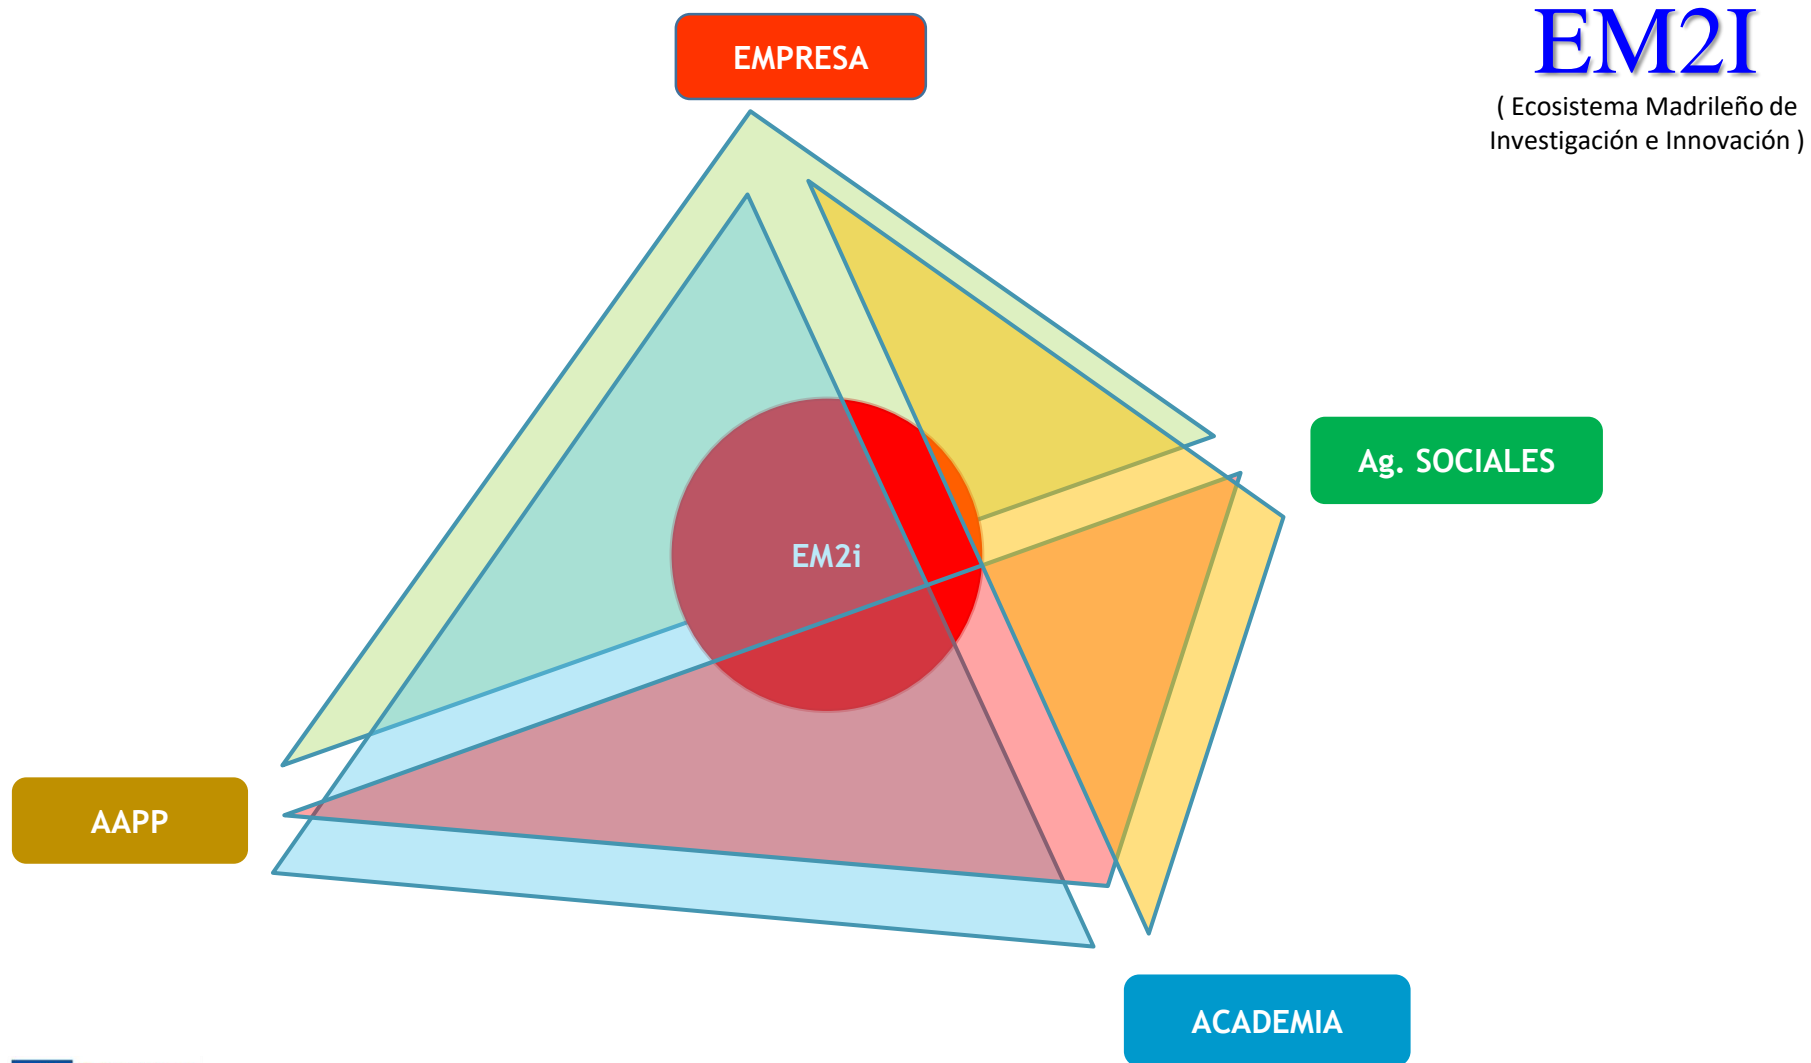 EM2I
( Ecosistema Madrileño de
Investigación e Innovación )
EMPRESA
Ag. SOCIALES
EM2i
AAPP
ACADEMIA